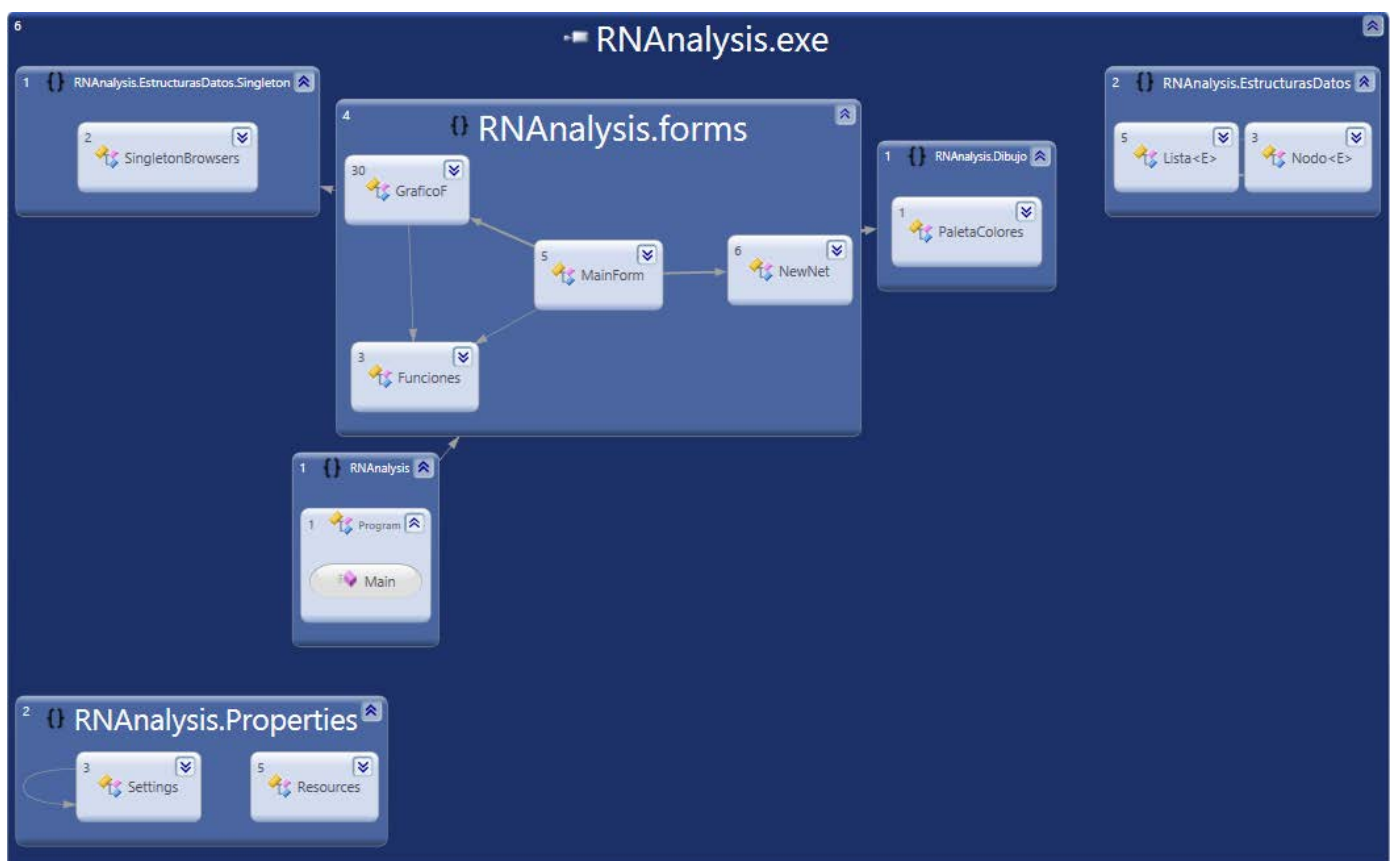 6
RNAnalysis.exe
1 {} RNAnalysis.EstructurasDatos.Singleton
2
SingletonBrowsers
4 {} RNAnalysis.forms
30
GraficoF
5
MainForm
6
NewNet
3
Funciones
1 {} RNAnalysis.Dibujo
1
PaletaColores
2 {} RNAnalysis.EstructurasDatos
5
Lista<E>
3
Nodo<E>
1 {} RNAnalysis
1 Program
Main
2 {} RNAnalysis.Properties
3
Settings
5
Resources